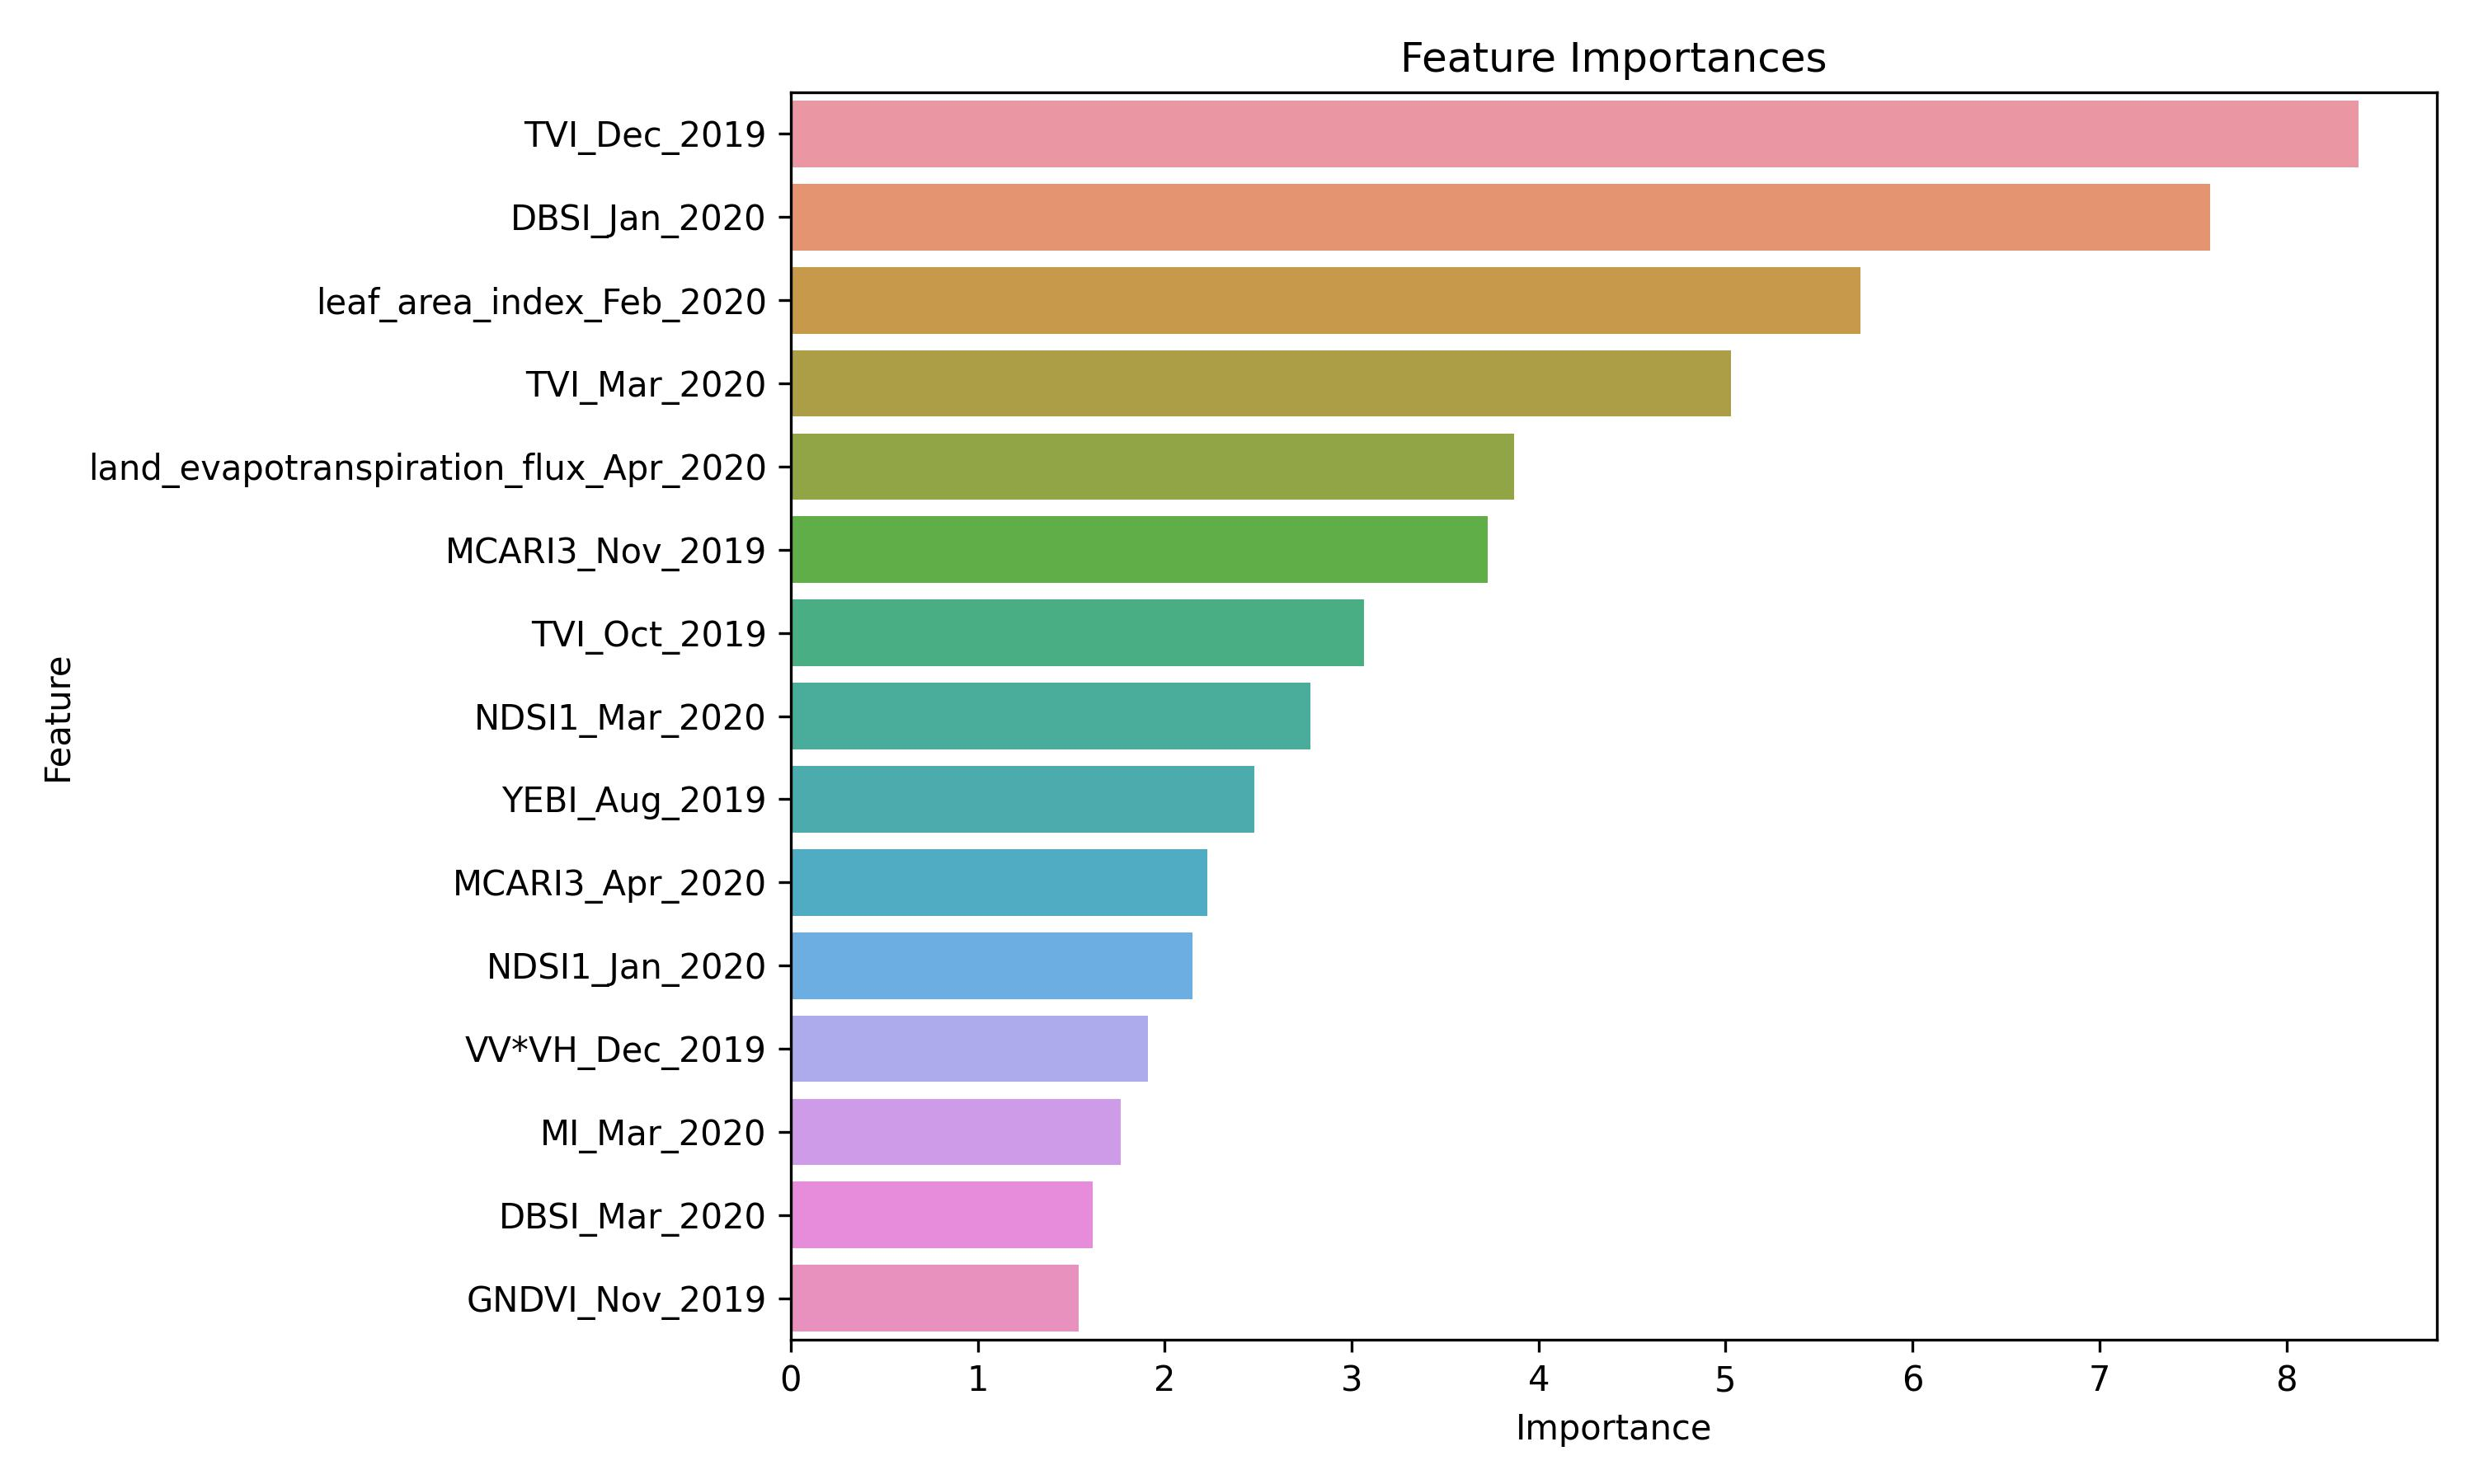 Feature Importances
TVI_Dec_2019
DBSI_Jan_2020
leaf_area_index_Feb_2020
TVI_Mar_2020
land_evapotranspiration_flux_Apr_2020
MCARI3_Nov_2019
TVI_Oct_2019
NDSI1_Mar_2020
YEBI_Aug_2019
MCARI3_Apr_2020
NDSI1_Jan_2020
VV*VH_Dec_2019
MI_Mar_2020
DBSI_Mar_2020
GNDVI_Nov_2019
Feature
0 1 2 3 4 5 6 7 8
Importance